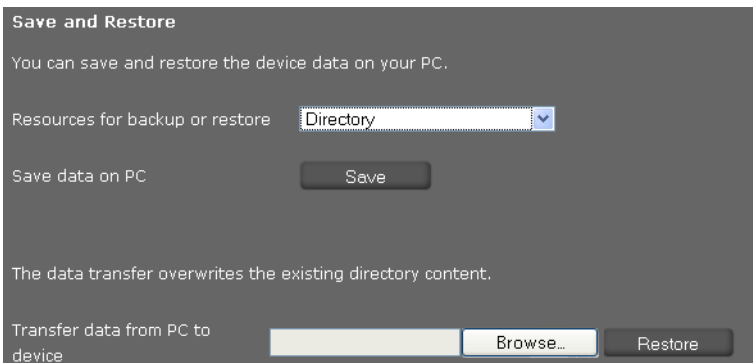 Save and Restore
You can save and restore the device data on your PC.
Resources for backup or restore Directory
Save data on PC Save
The data transfer overwrites the existing directory content.
Transfer data from PC to
device Browse... Restore